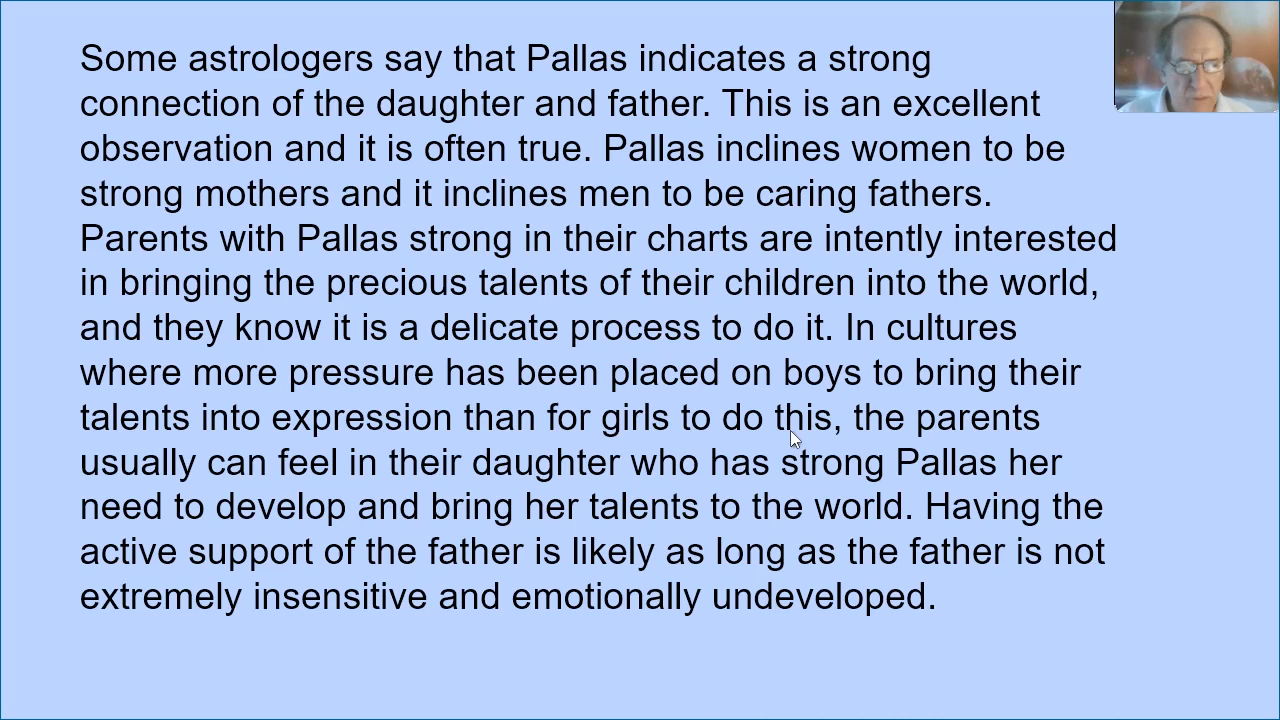 Some astrologers say that Pallas indicates a strong
connection of the daughter and father. This is an excellent
observation and it is often true. Pallas inclines women to be
strong mothers and it inclines men to be caring fathers.
Parents with Pallas strong in their charts are intently interested
in bringing the precious talents of their children into the world,
and they know it is a delicate process to do it. In cultures
where more pressure has been placed on boys to bring their
talents into expression than for girls to do this, the parents
usually can feel in their daughter who has strong Pallas her
need to develop and bring her talents to the world. Having the
active support of the father is likely as long as the father is not
extremely insensitive and emotionally undeveloped.